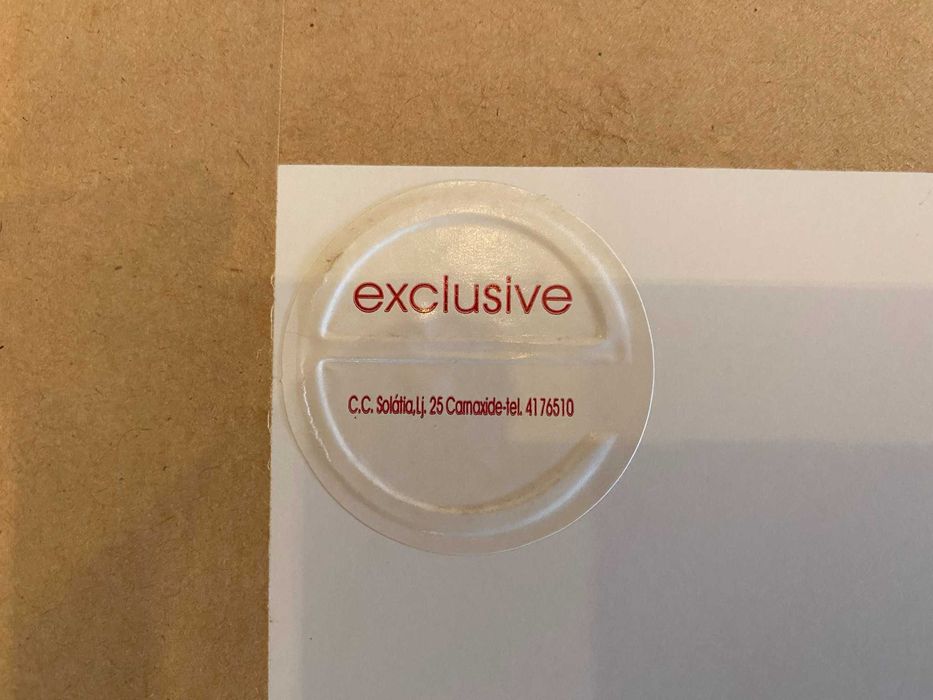 exclusive
C.C. Solátia,Lj. 25 Carnaxide-tel. 4176510